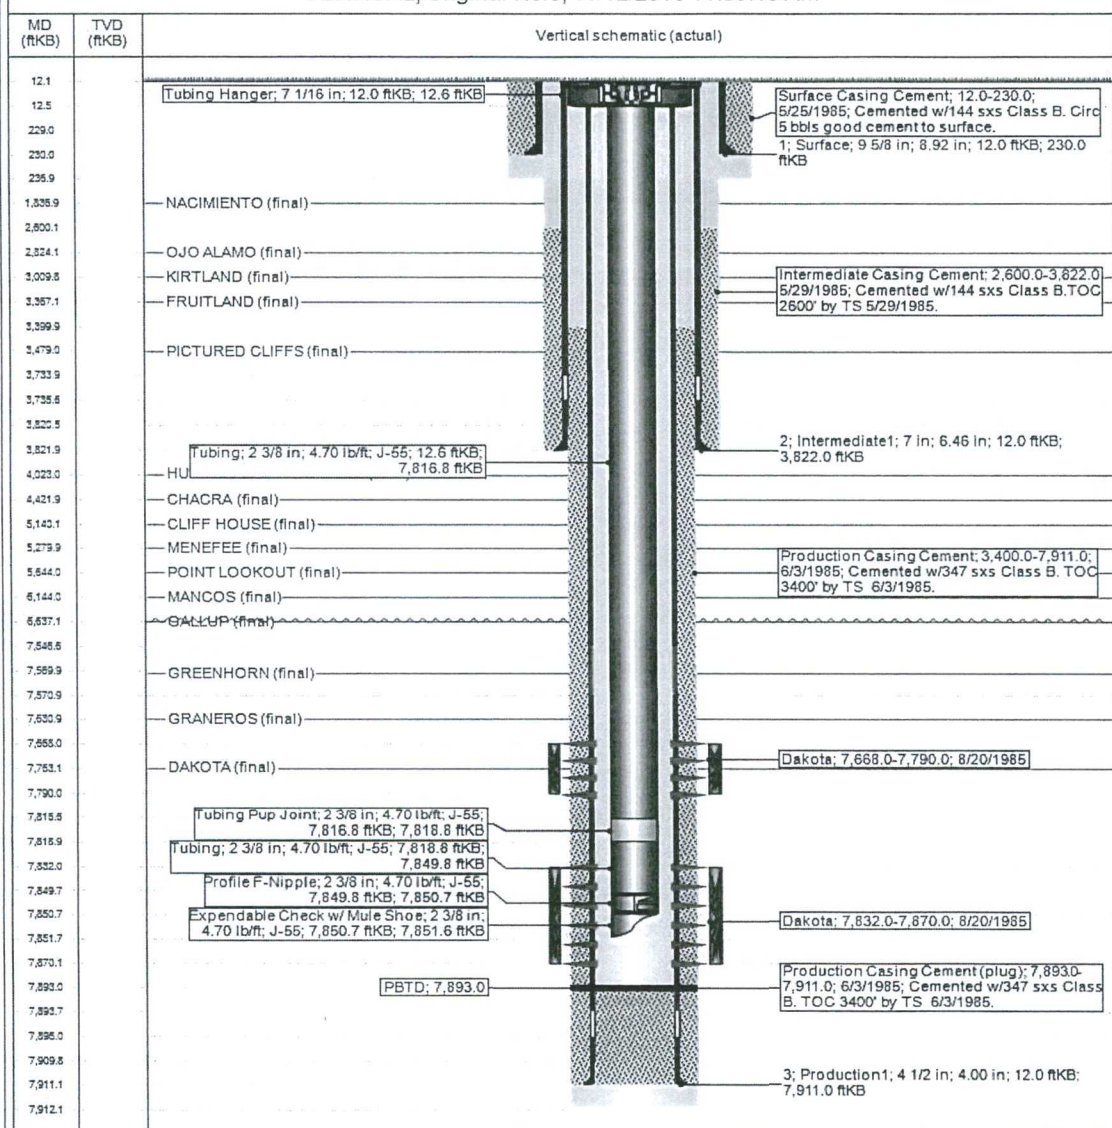 MD
(ftKB)
TVD
(ftKB)
Vertical schematic (actual)
12.1
12.5
229.0
230.0
235.9
1,835.9
2,600.1
2,824.1
3,009.8
3,367.1
3,399.9
3,479.0
3,733.9
3,735.6
3,820.5
3,821.9
4,023.0
4,421.9
5,140.1
5,279.9
5,644.0
6,144.0
6,637.1
7,546.6
7,569.9
7,570.9
7,630.9
7,668.0
7,763.1
7,790.0
7,816.6
7,818.9
7,832.0
7,849.7
7,850.7
7,851.7
7,870.1
7,893.0
7,893.7
7,895.0
7,909.8
7,911.1
7,912.1
Tubing Hanger; 7 1/16 in; 12.0 ftKB; 12.6 ftKB
Surface Casing Cement; 12.0-230.0;
5/25/1985; Cemented w/144 sxs Class B. Circ
5 bbls good cement to surface.
1; Surface; 9 5/8 in; 8.92 in; 12.0 ftKB; 230.0
ftKB
NACIMIENTO (final)
OJO ALAMO (final)
KIRTLAND (final)
Intermediate Casing Cement; 2,600.0-3,822.0
5/29/1985; Cemented w/144 sxs Class B.TOC
2600' by TS 5/29/1985.
FRUITLAND (final)
PICTURED CLIFFS (final)
2; Intermediate1; 7 in; 6.46 in; 12.0 ftKB;
3,822.0 ftKB
Tubing; 2 3/8 in; 4.70 lb/ft; J-55; 12.6 ftKB;
7,816.8 ftKB
HU
CHACRA (final)
CLIFF HOUSE (final)
MENEFEE (final)
Production Casing Cement; 3,400.0-7,911.0;
6/3/1985; Cemented w/347 sxs Class B. TOC
3400' by TS 6/3/1985.
POINT LOOKOUT (final)
MANCOS (final)
GALLUP (final)
GREENHORN (final)
GRANEROS (final)
Dakota; 7,668.0-7,790.0; 8/20/1985
DAKOTA (final)
Tubing Pup Joint; 2 3/8 in; 4.70 lb/ft; J-55;
7,816.8 ftKB; 7,818.8 ftKB
Tubing; 2 3/8 in; 4.70 lb/ft; J-55; 7,818.8 ftKB;
7,849.8 ftKB
Profile F-Nipple; 2 3/8 in; 4.70 lb/ft; J-55;
7,849.8 ftKB; 7,850.7 ftKB
Expendable Check w/ Mule Shoe; 2 3/8 in;
4.70 lb/ft; J-55; 7,850.7 ftKB; 7,851.6 ftKB
Dakota; 7,832.0-7,870.0; 8/20/1985
PBTD; 7,893.0
Production Casing Cement (plug); 7,893.0-
7,911.0; 6/3/1985; Cemented w/347 sxs Class
B. TOC 3400' by TS 6/3/1985.
3; Production1; 4 1/2 in; 4.00 in; 12.0 ftKB;
7,911.0 ftKB